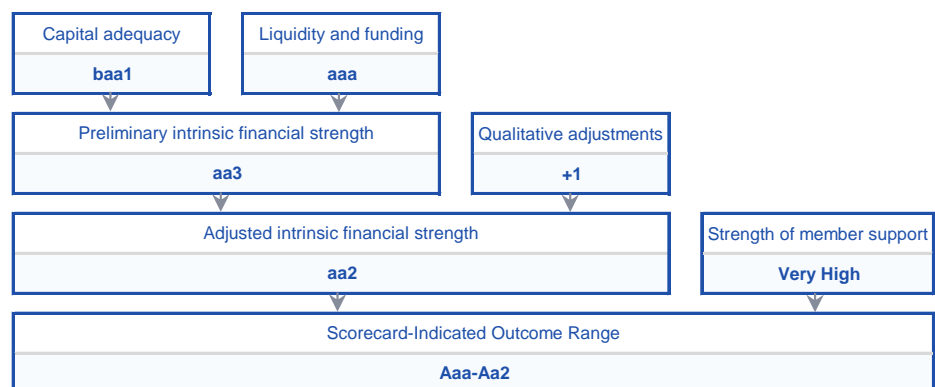 Capital adequacy
baa1
Liquidity and funding
aaa
Preliminary intrinsic financial strength
aa3
Qualitative adjustments
+1
Adjusted intrinsic financial strength
aa2
Strength of member support
Very High
Scorecard-Indicated Outcome Range
Aaa-Aa2